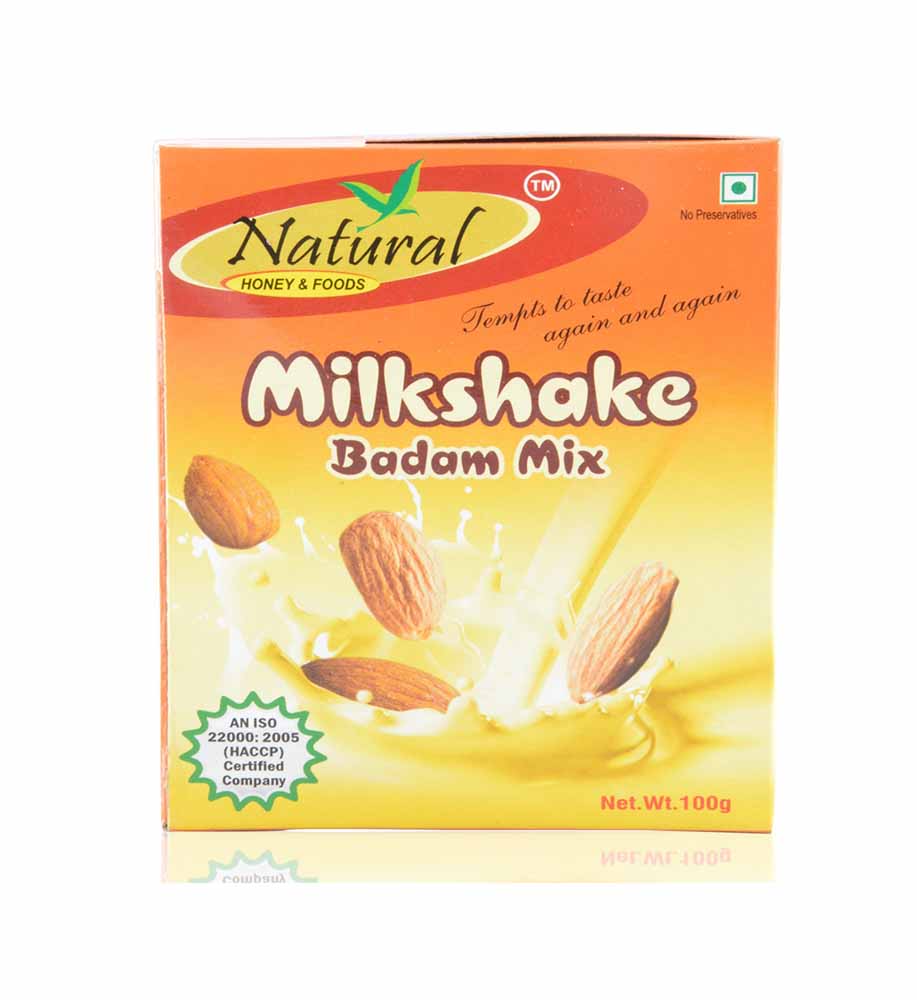 Natural
TM
HONEY & FOODS
No Preservatives
Tempts to taste
again and again
Milkshake
Badam Mix
AN ISO
22000: 2005
(HACCP)
Certified
Company
Net.Wt.100g